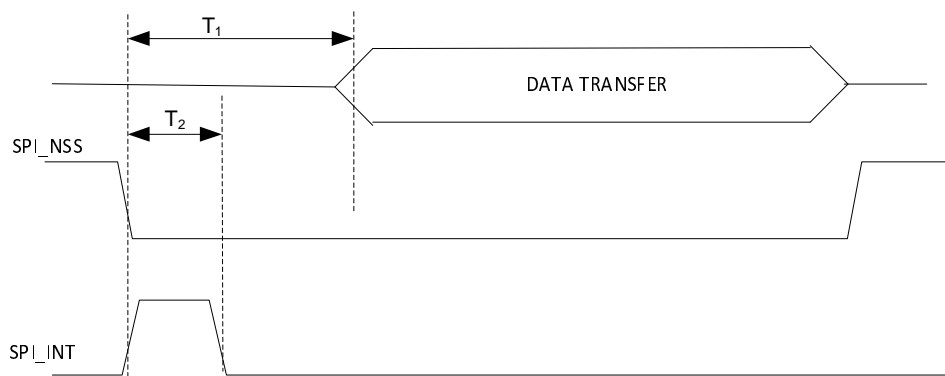 T₁
DATA TRANSFER
T₂
SPI_NSS
SPI_INT